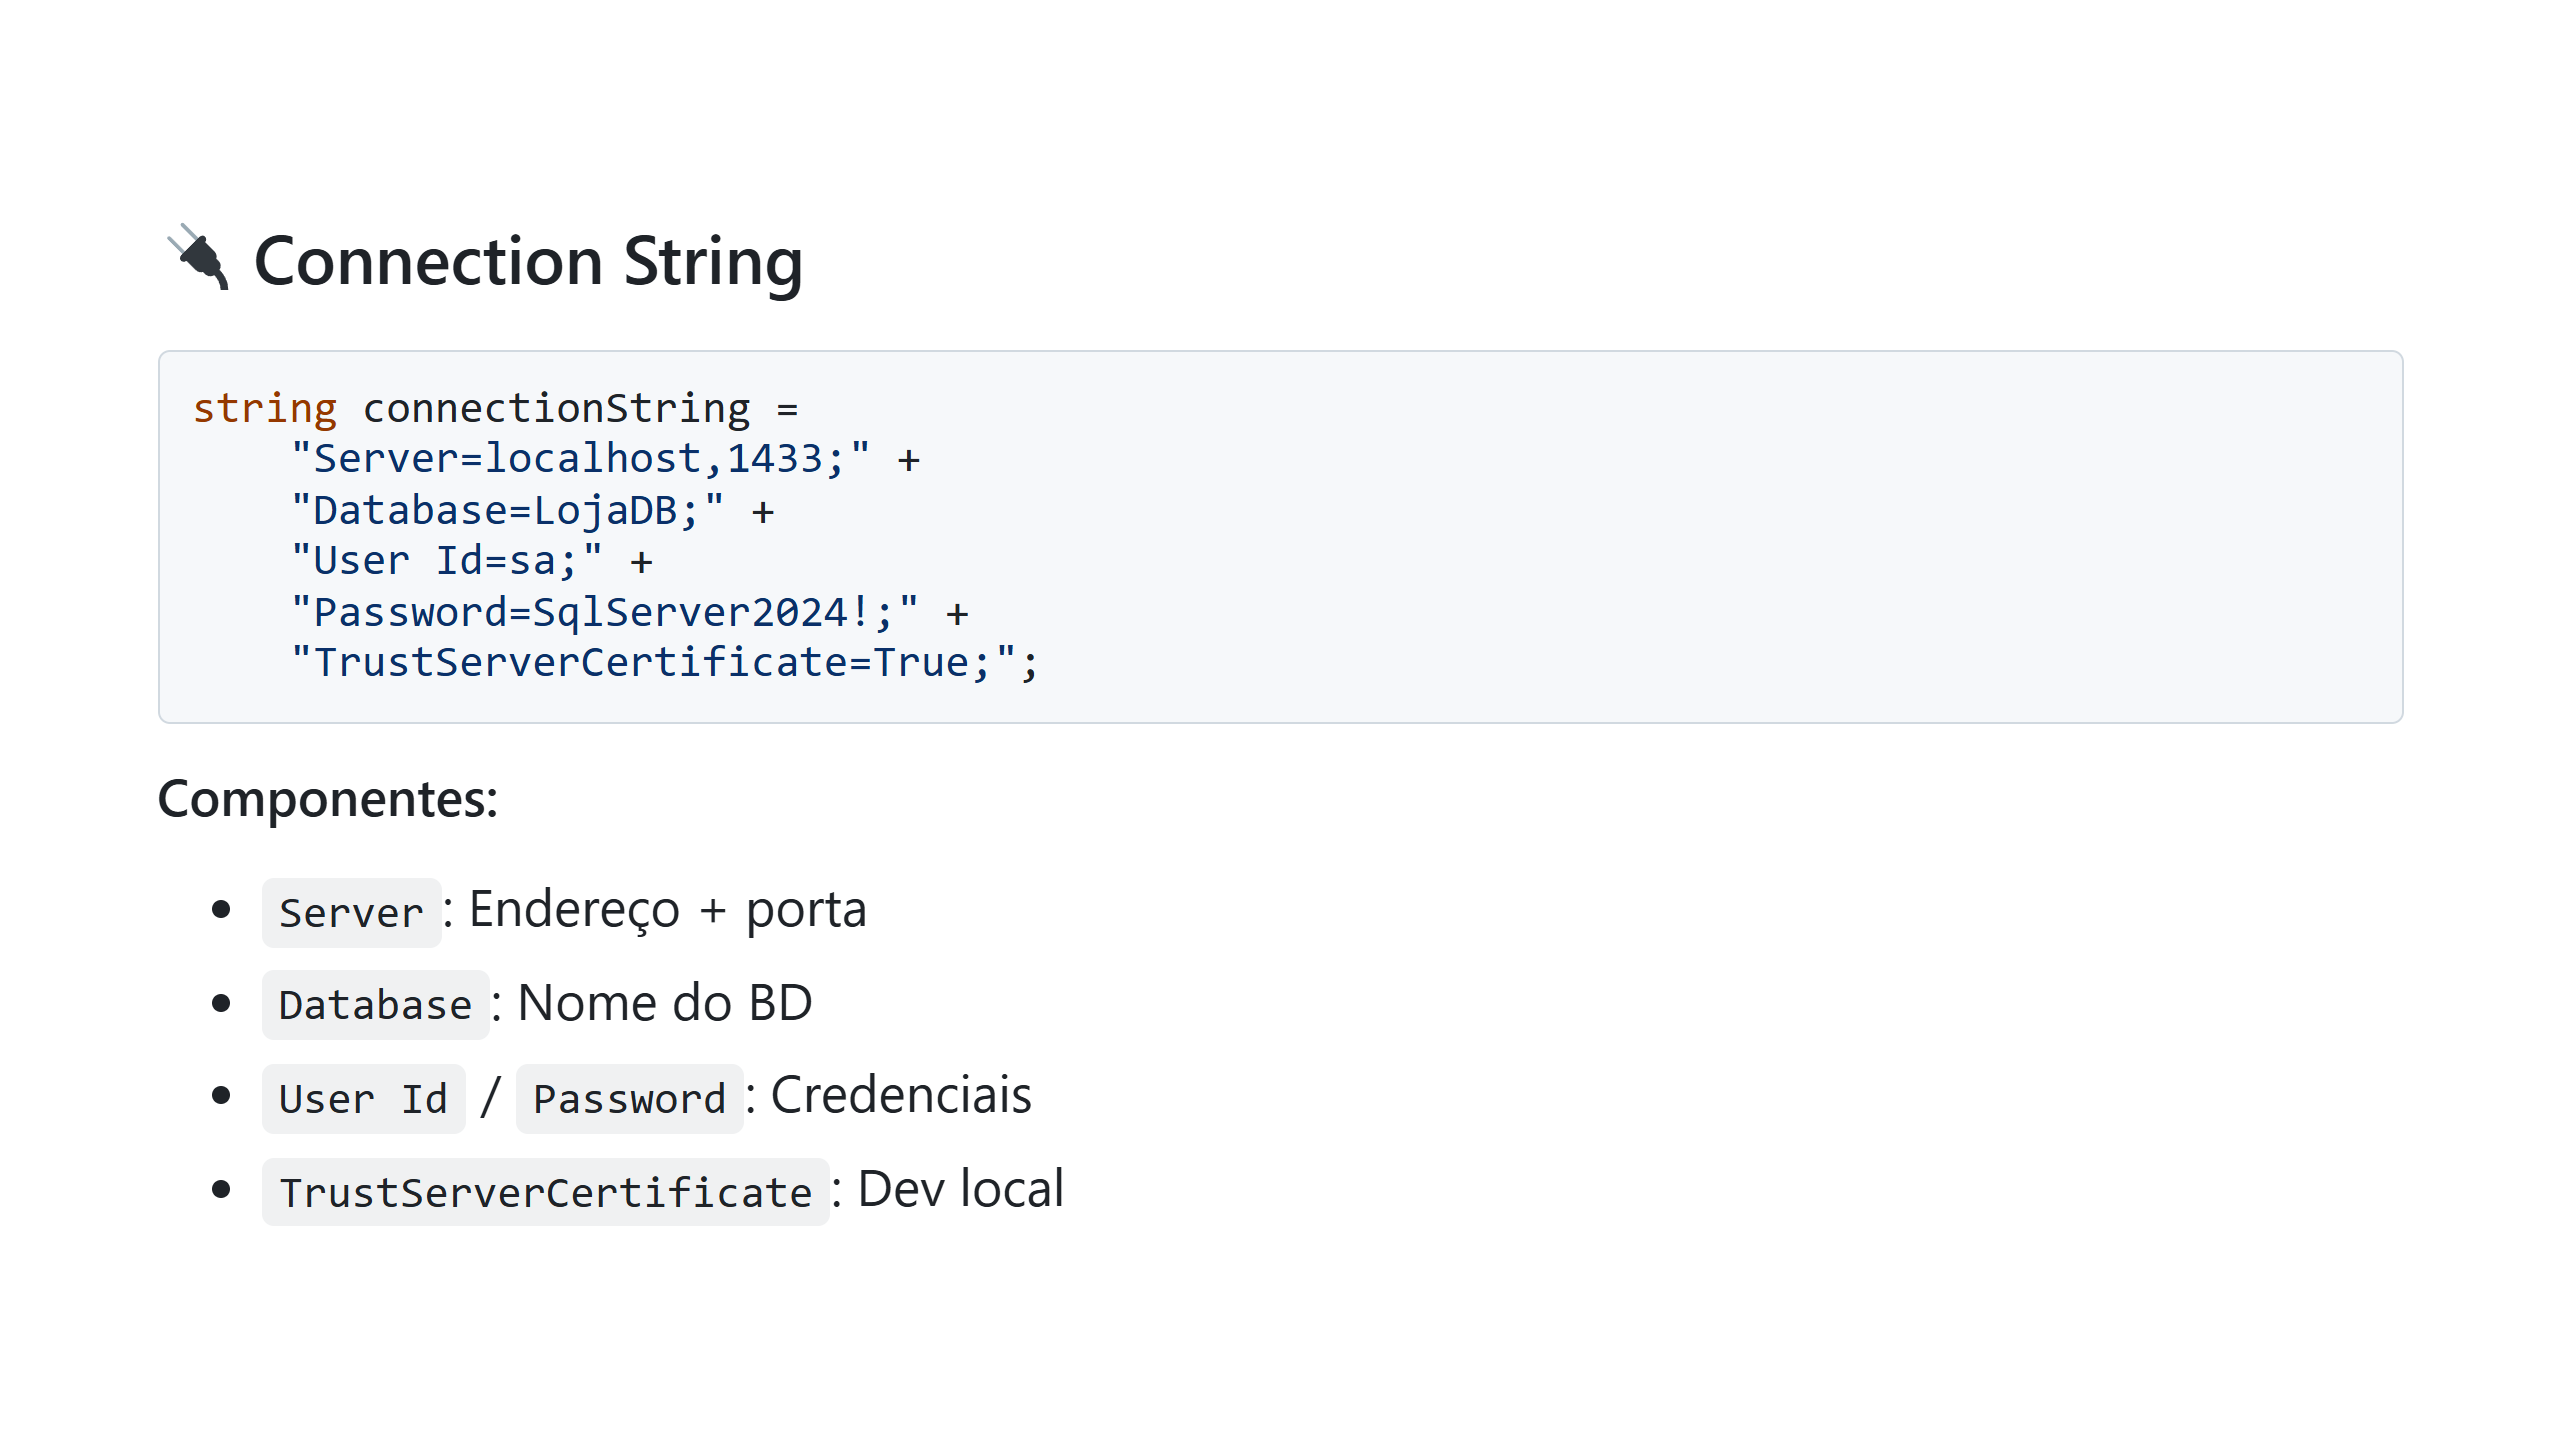 🔌 Connection String
string connectionString =
    "Server=localhost,1433;" +
    "Database=LojaDB;" +
    "User Id=sa;" +
    "Password=SqlServer2024!;" +
    "TrustServerCertificate=True;";
Componentes:
• Server: Endereço + porta
• Database: Nome do BD
• User Id / Password: Credenciais
• TrustServerCertificate: Dev local